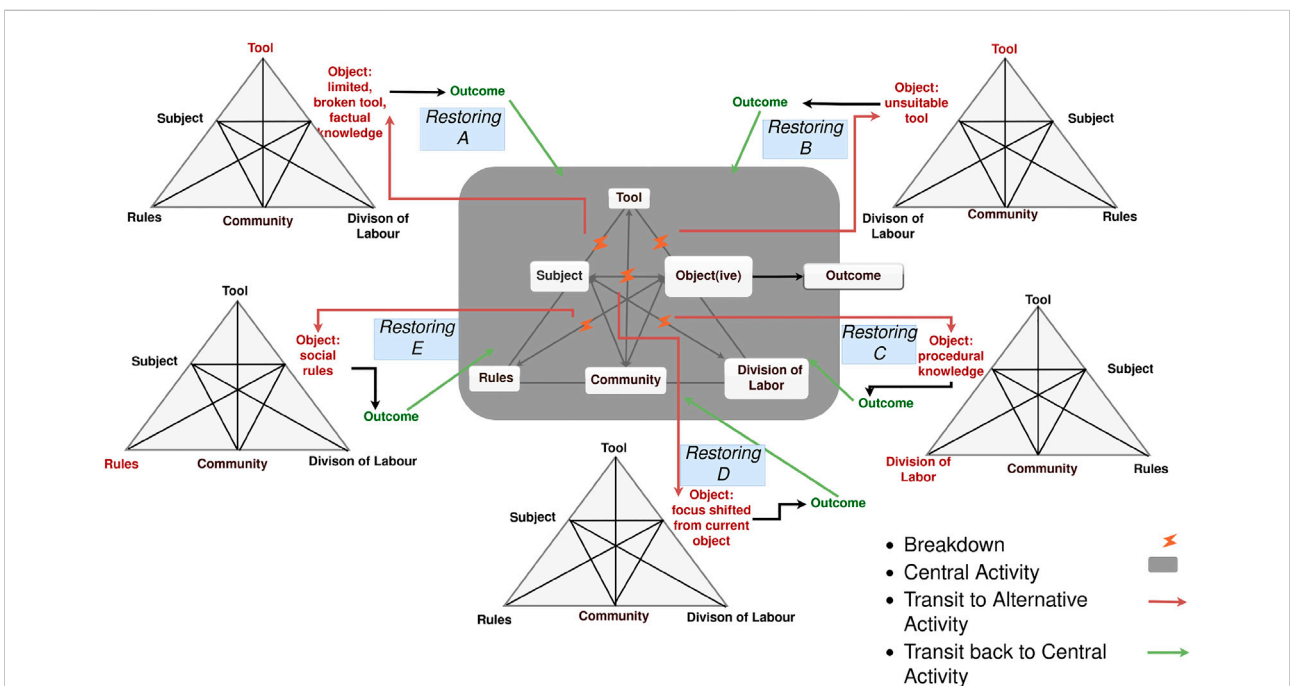 Tool
Object:
limited,
broken tool,
factual
knowledge
Subject
Outcome
Restoring
A
Rules
Community
Divison of
Labour
Tool
Object:
unsuitable
tool
Outcome
Restoring
B
Subject
Divison of
Labour
Community
Rules
Tool
Subject
Object(ive)
Outcome
Rules
Community
Division of
Labor
Tool
Subject
Object:
social
rules
Restoring
E
Outcome
Rules
Community
Divison of Labour
Tool
Restoring
C
Object:
procedural
knowledge
Subject
Outcome
Division of
Labor
Community
Rules
Tool
Restoring
D
Subject
Object:
focus shifted
from current
object
Outcome
Rules
Community
Divison of Labour
• Breakdown
• Central Activity
• Transit to Alternative
Activity
• Transit back to Central
Activity